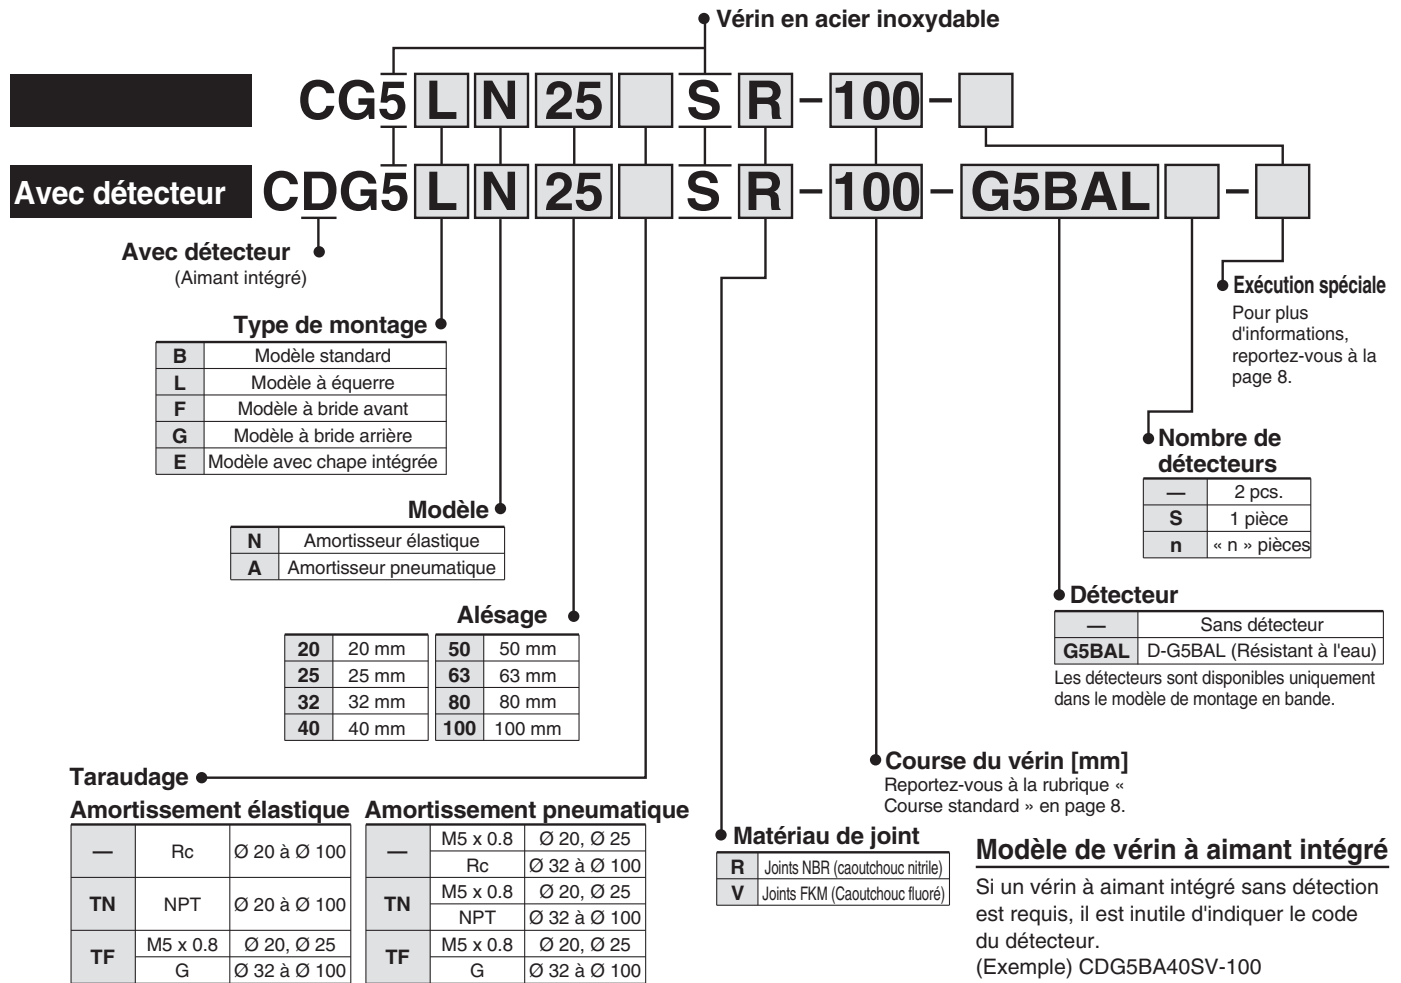 Vérin en acier inoxydable
CG5 L N 25 S R - 100 -
Avec détecteur CDG5 L N 25 S R - 100 - G5BAL -
Avec détecteur
(Aimant intégré)
Exécution spéciale
Pour plus
d'informations,
reportez-vous à la
page 8.
Type de montage
B Modèle standard
L Modèle à équerre
F Modèle à bride avant
G Modèle à bride arrière
E Modèle avec chape intégrée
Nombre de
détecteurs
— 2 pcs.
S 1 pièce
n « n » pièces
Modèle
N Amortisseur élastique
A Amortisseur pneumatique
Détecteur
— Sans détecteur
G5BAL D-G5BAL (Résistant à l'eau)
Les détecteurs sont disponibles uniquement
dans le modèle de montage en bande.
Alésage
20 20 mm 50 50 mm
25 25 mm 63 63 mm
32 32 mm 80 80 mm
40 40 mm 100 100 mm
Course du vérin [mm]
Reportez-vous à la rubrique «
Course standard » en page 8.
Taraudage
Amortissement élastique
— Rc Ø 20 à Ø 100
TN NPT Ø 20 à Ø 100
TF M5 x 0.8 Ø 20, Ø 25
G Ø 32 à Ø 100
Amortissement pneumatique
— M5 x 0.8 Ø 20, Ø 25
Rc Ø 32 à Ø 100
TN M5 x 0.8 Ø 20, Ø 25
NPT Ø 32 à Ø 100
TF M5 x 0.8 Ø 20, Ø 25
G Ø 32 à Ø 100
Matériau de joint
R Joints NBR (caoutchouc nitrile)
V Joints FKM (Caoutchouc fluoré)
Modèle de vérin à aimant intégré
Si un vérin à aimant intégré sans détection
est requis, il est inutile d'indiquer le code
du détecteur.
(Exemple) CDG5BA40SV-100